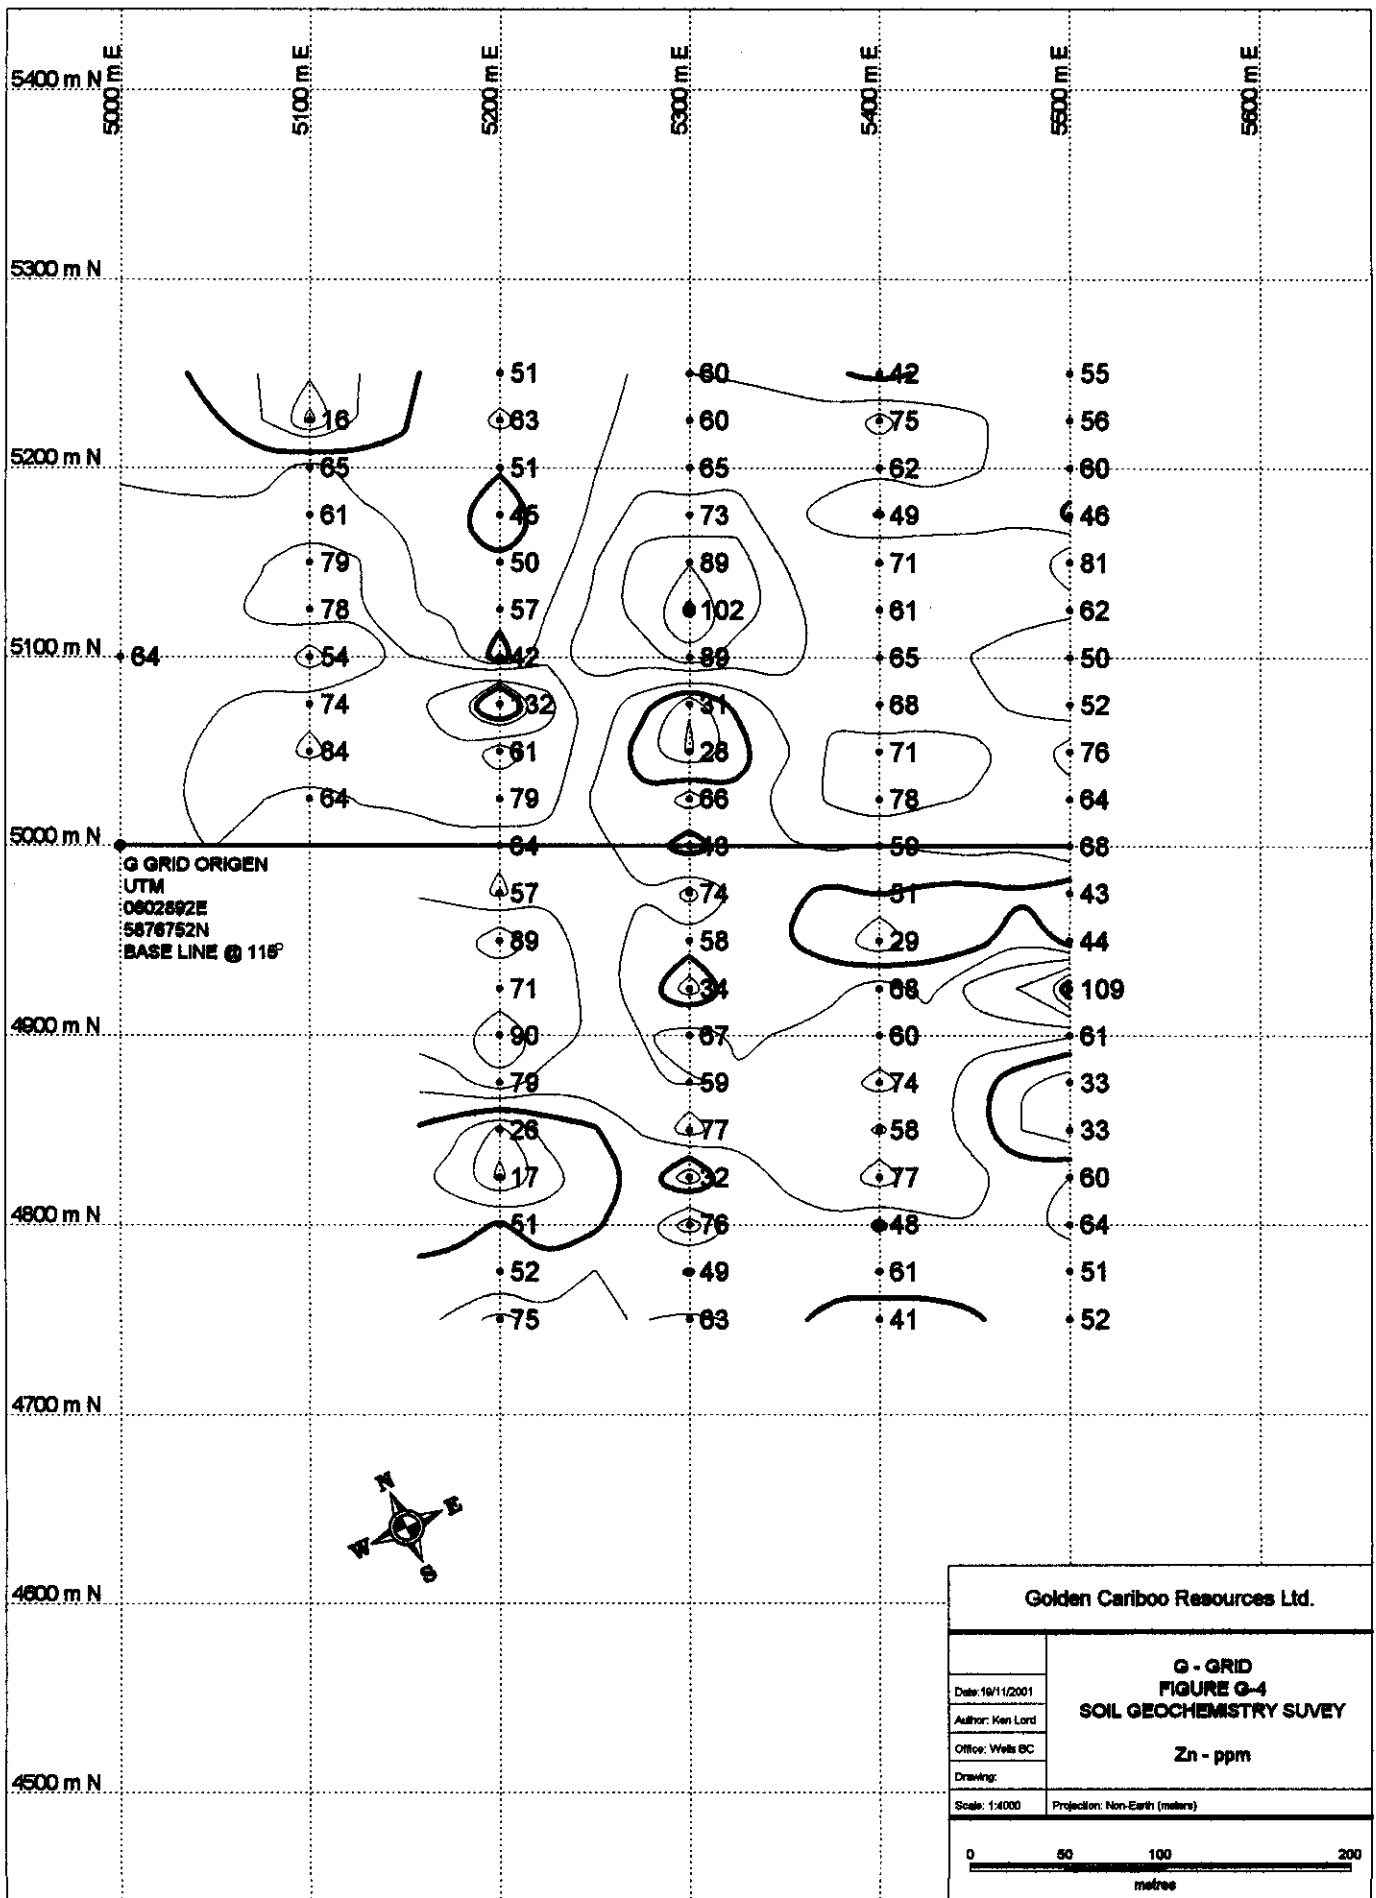 5000 m E 5100 m E 5200 m E 5300 m E 5400 m E 5500 m E 5600 m E
5400 m N
5300 m N
51 60 42 55
16 63 60 75 56
5200 m N
65 51 65 62 60
61 45 73 49 46
79 50 89 71 81
78 57 102 61 62
5100 m N
64 54 42 89 65 50
74 32 31 68 52
64 61 26 71 76
64 79 66 78 64
5000 m N
64 48 59 68
G GRID ORIGEN
UTM
0602592E
5876752N
BASE LINE @ 115°
57 74 51 43
89 58 29 44
71 34 68 109
4900 m N
90 67 60 61
79 59 74 33
26 77 58 33
17 32 77 60
4800 m N
51 76 48 64
52 49 61 51
75 63 41 52
4700 m N
N
E
W
S
4600 m N
4500 m N
Golden Cariboo Resources Ltd.
G - GRID
FIGURE G-4
SOIL GEOCHEMISTRY SUVEY
Zn - ppm
Date: 19/11/2001
Author: Ken Lord
Office: Wells BC
Drawing:
Scale: 1:4000
Projection: Non-Earth (meters)
0 50 100 200
metres